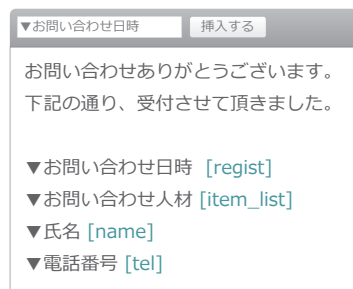 ▼お問い合わせ日時 挿入する
お問い合わせありがとうございます。
下記の通り、受付させて頂きました。
▼お問い合わせ日時 [regist]
▼お問い合わせ人材 [item_list]
▼氏名 [name]
▼電話番号 [tel]